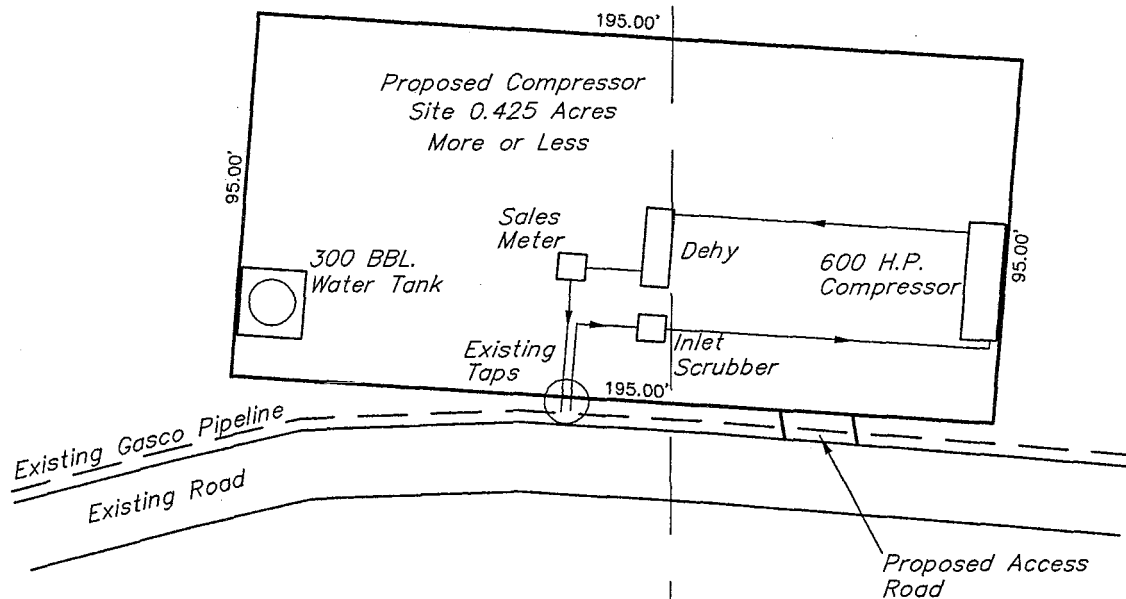 195.00'
Proposed Compressor
Site 0.425 Acres
More or Less
95.00'
Sales
Meter
Dehy
600 H.P.
Compressor
95.00'
300 BBL.
Water Tank
Existing
Taps
Inlet
Scrubber
195.00'
Existing Gasco Pipeline
Existing Road
Proposed Access
Road